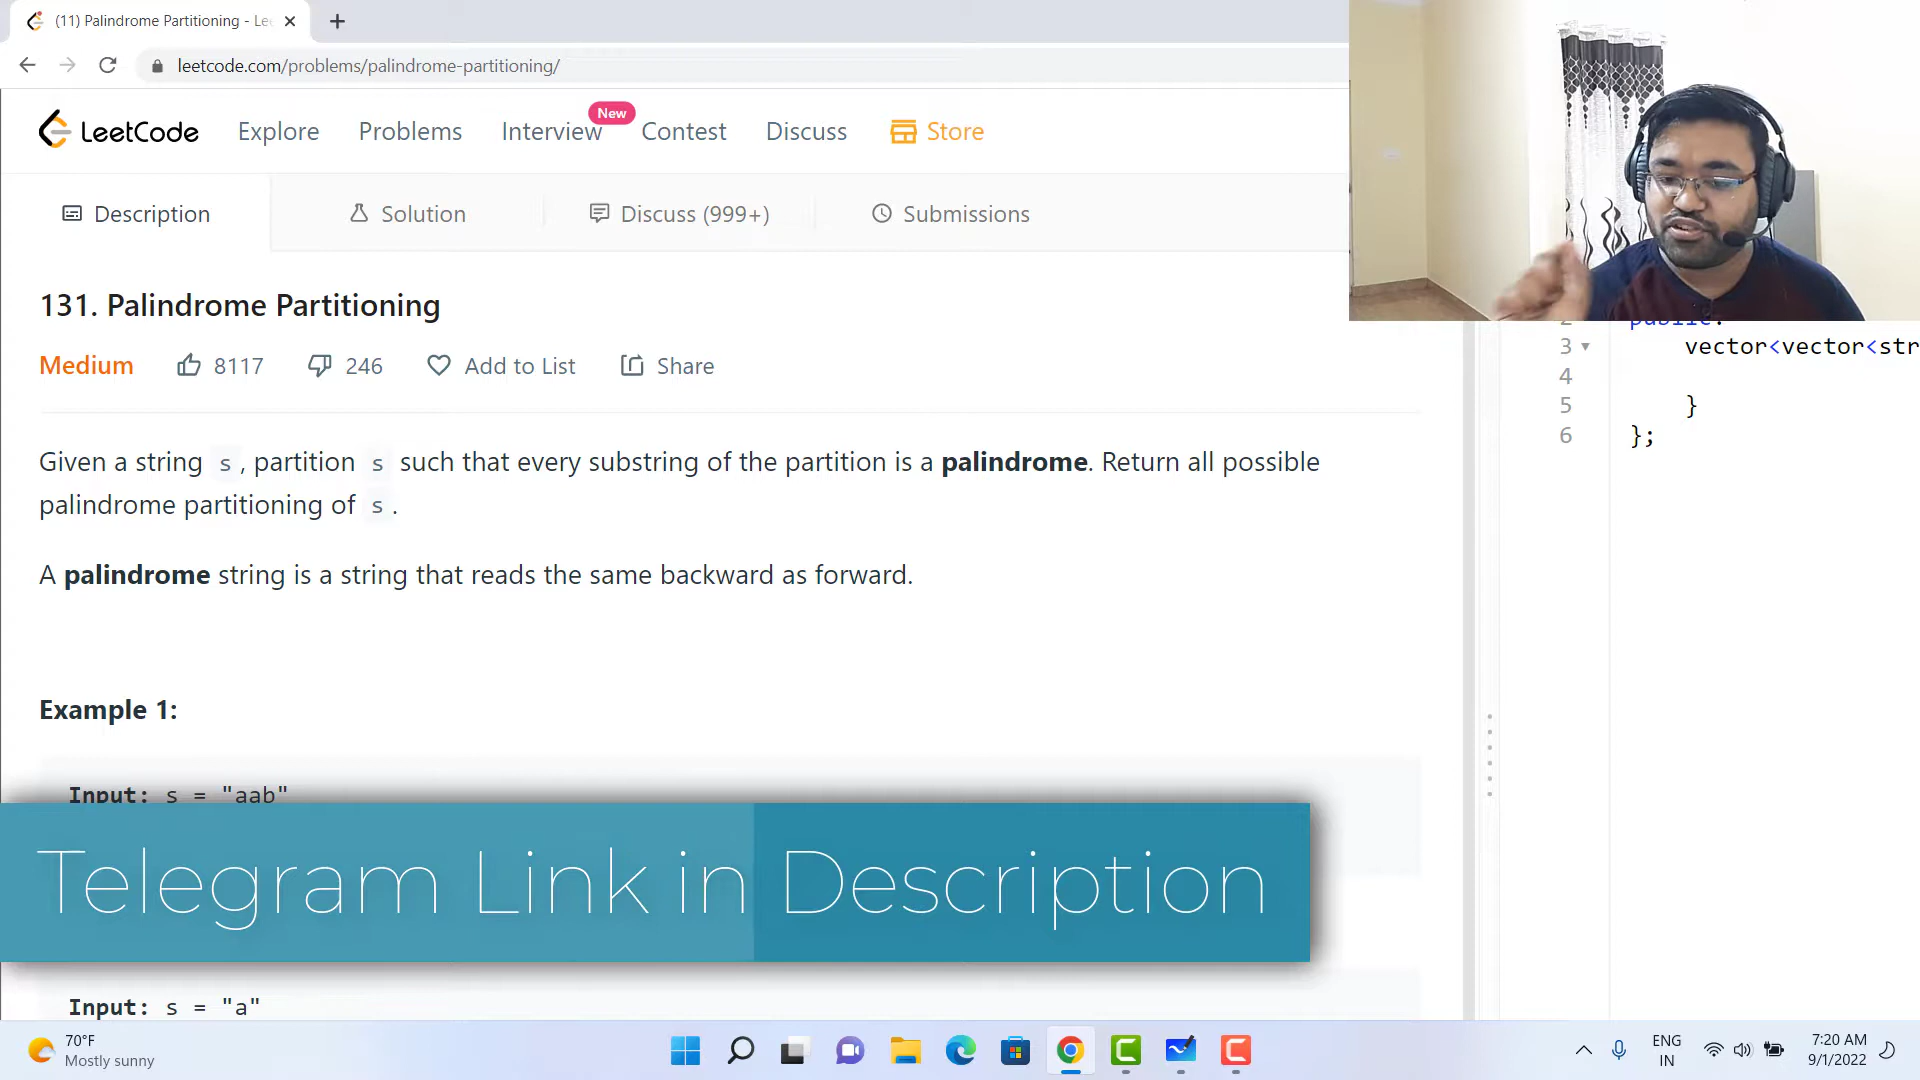 (11) Palindrome Partitioning - Lee
leetcode.com/problems/palindrome-partitioning/
LeetCode
Explore
Problems
Interview
New
Contest
Discuss
Store
Description
Solution
Discuss (999+)
Submissions
131. Palindrome Partitioning
Medium
8117
246
Add to List
Share
Given a string s, partition s such that every substring of the partition is a palindrome. Return all possible
palindrome partitioning of s.
A palindrome string is a string that reads the same backward as forward.
Example 1:
Input: s = "aab"
Telegram Link in Description
Input: s = "a"
2 public:
3 vector<vector<str
4
5 }
6 };
70°F
Mostly sunny
ENG
IN
7:20 AM
9/1/2022